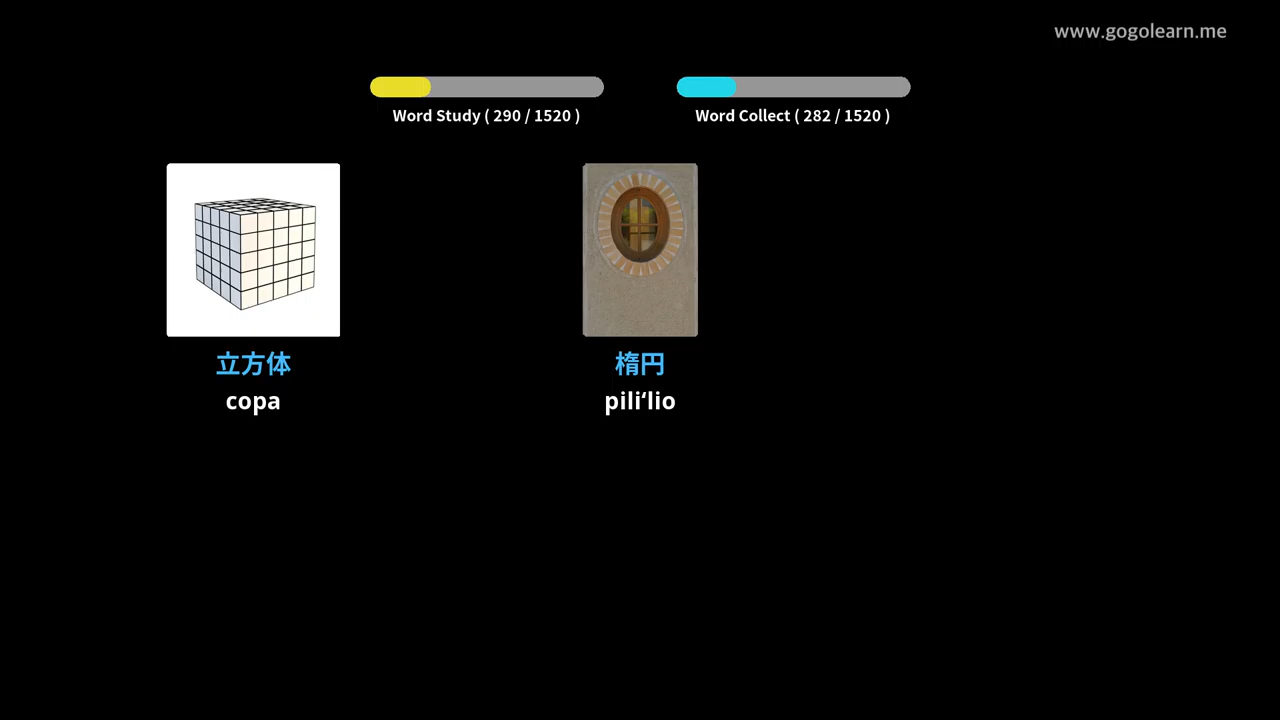 www.gogolearn.me
Word Study ( 290 / 1520 )
Word Collect ( 282 / 1520 )
立方体
copa
楕円
pili‘lio